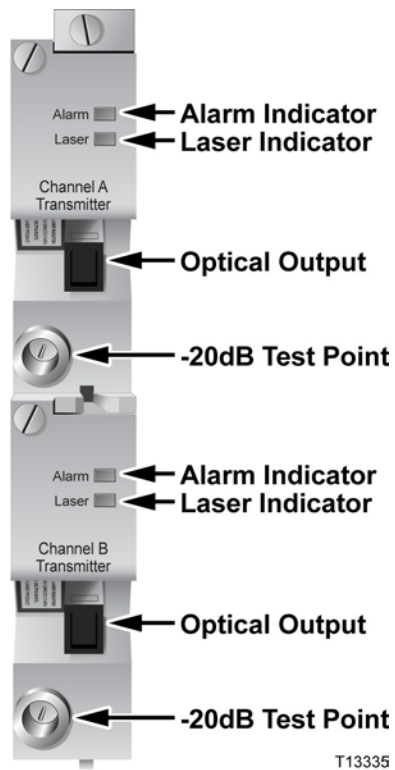 Alarm
Alarm Indicator
Laser
Laser Indicator
Channel A
Transmitter
Optical Output
-20dB Test Point
Alarm
Alarm Indicator
Laser
Laser Indicator
Channel B
Transmitter
Optical Output
-20dB Test Point
T13335